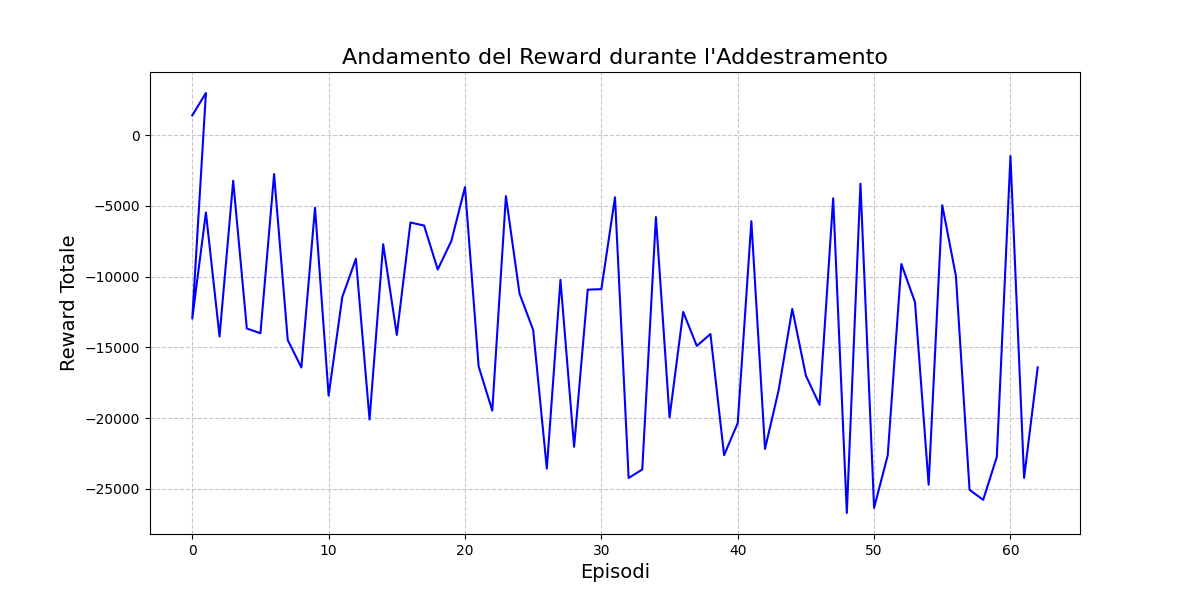 Andamento del Reward durante l'Addestramento
Reward Totale
0
−5000
−10000
−15000
−20000
−25000
0 10 20 30 40 50 60
Episodi